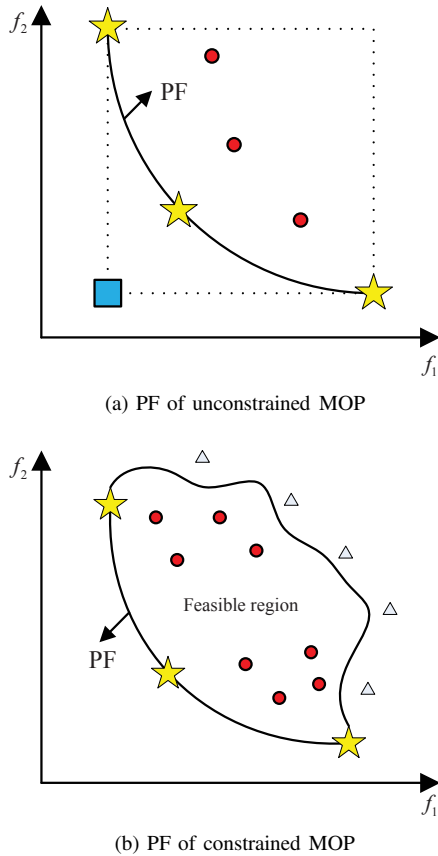 f₂
PF
f₁
(a) PF of unconstrained MOP
f₂
Feasible region
PF
f₁
(b) PF of constrained MOP